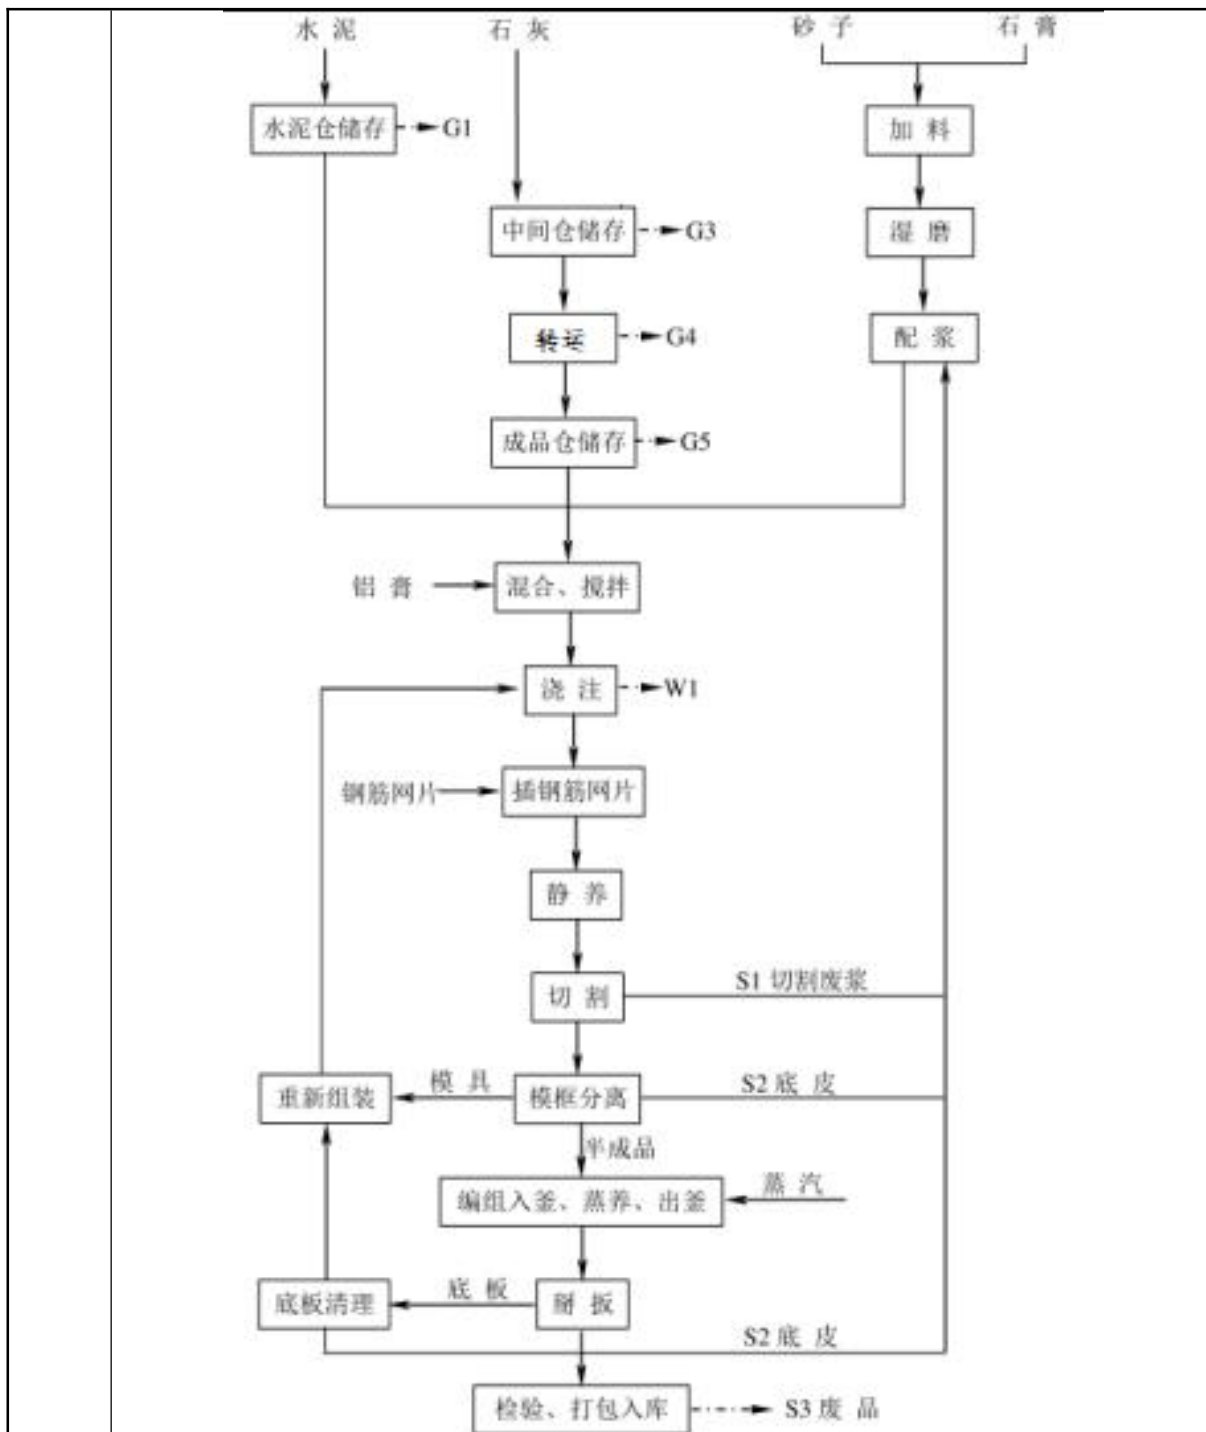 水泥 石灰 砂子 石膏
水泥仓储存 G1 加料
中间仓储存 G3 湿磨
转运 G4 配浆
成品仓储存 G5
铝膏 混合、搅拌
浇注 W1
钢筋网片 插钢筋网片
静养
切割 S1 切割废浆
重新组装 模具 模框分离 S2 底皮
半成品
编组入釜、蒸养、出釜 蒸汽
底板清理 底板 掰板
S2 底皮
检验、打包入库 S3 废品